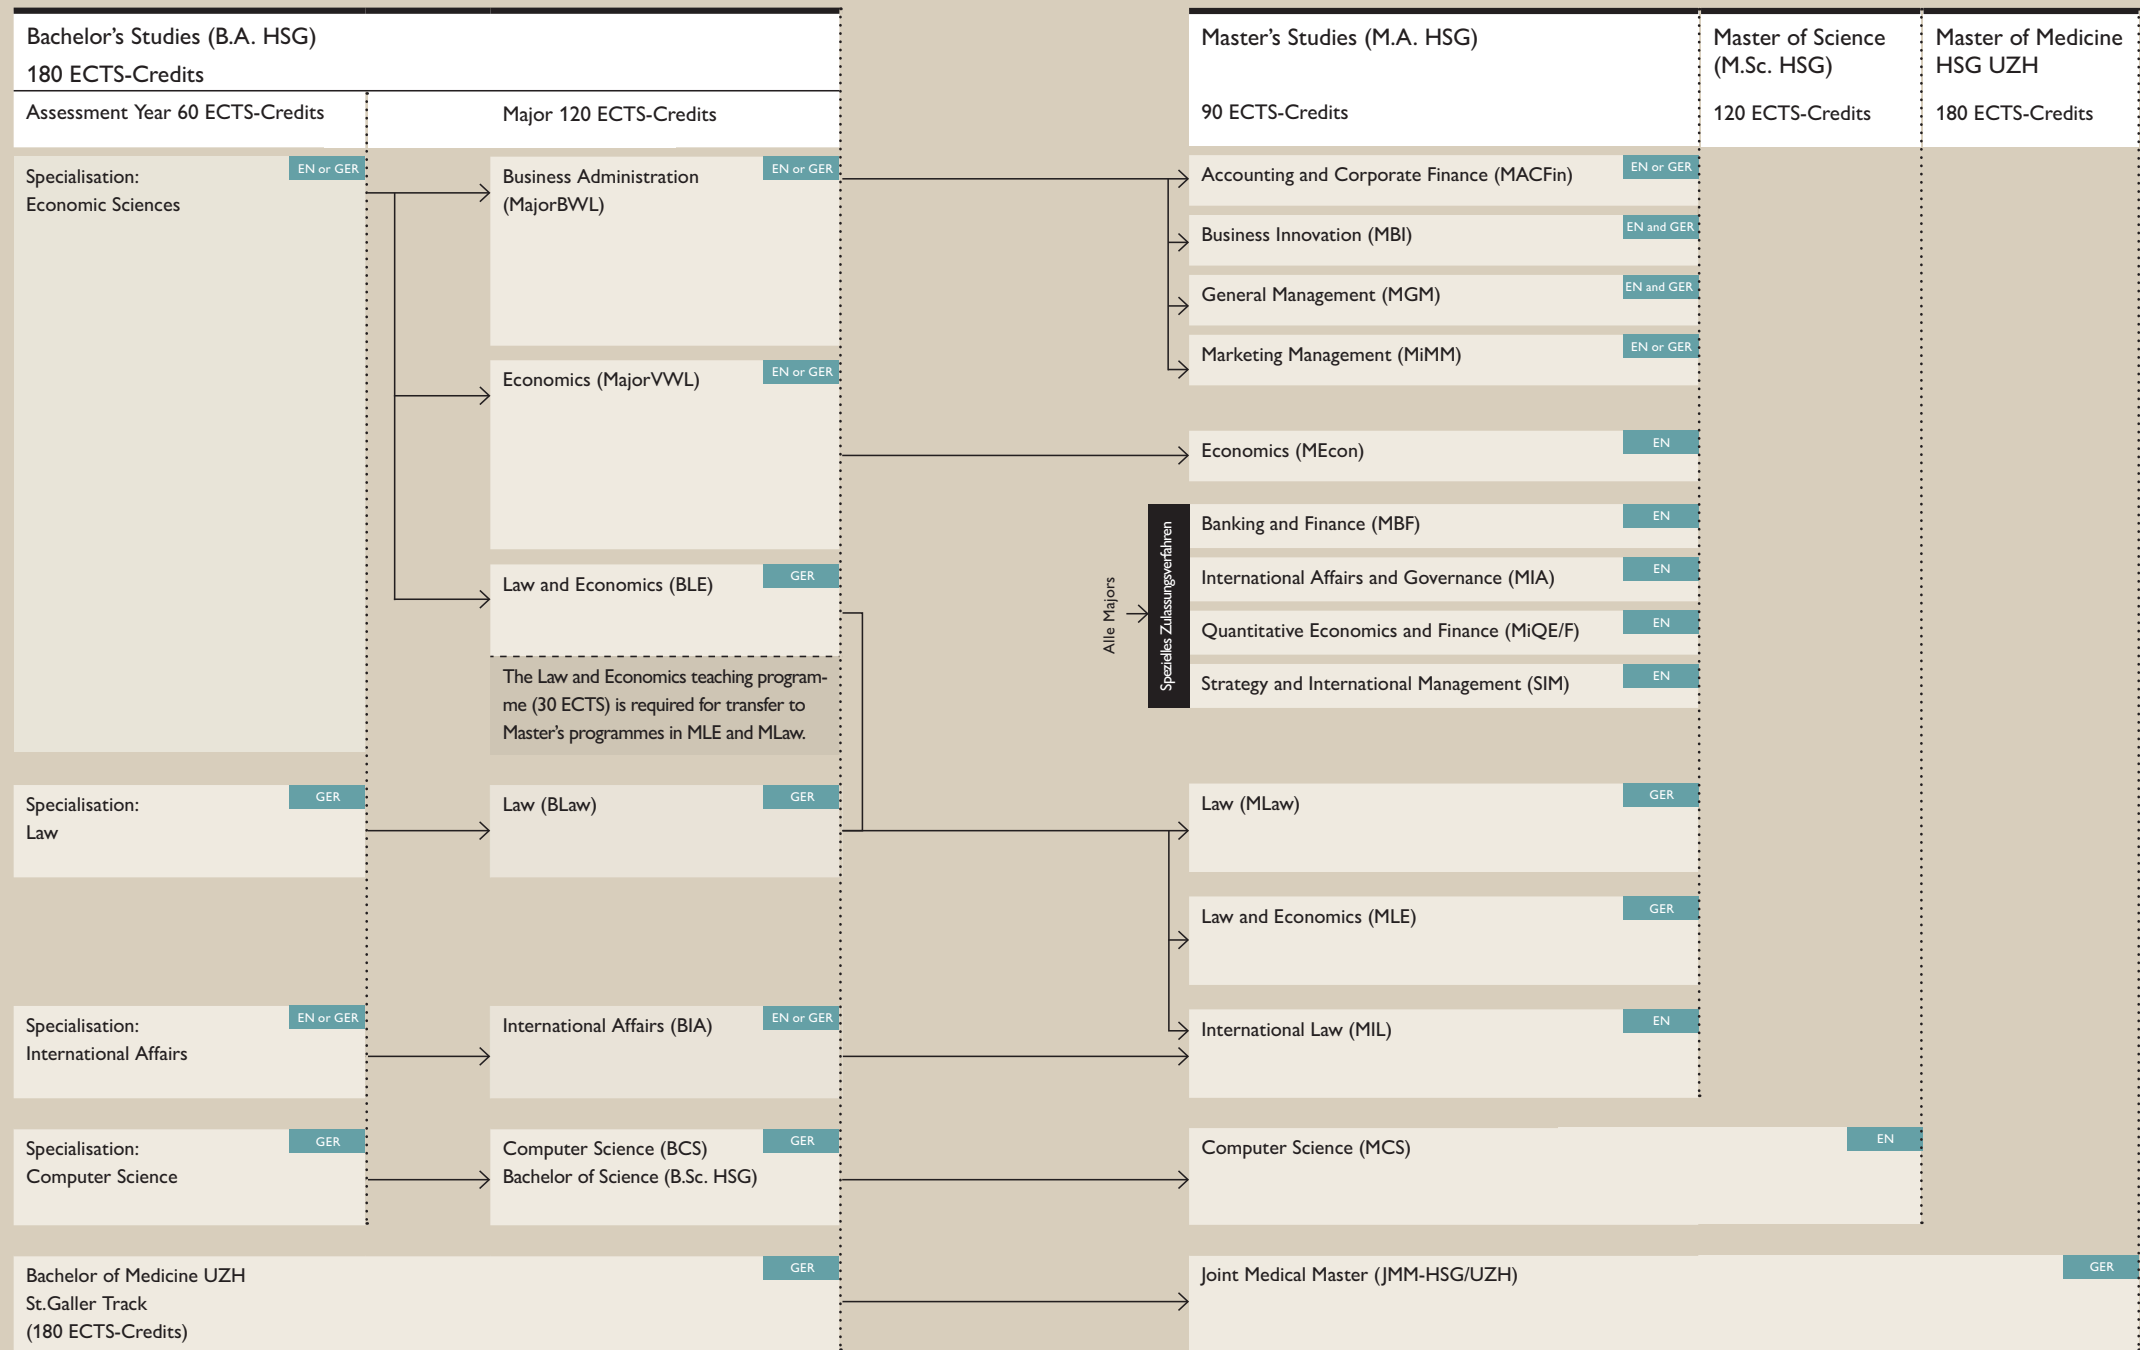 Bachelor's Studies (B.A. HSG)
180 ECTS-Credits
Assessment Year 60 ECTS-Credits
Major 120 ECTS-Credits
Master's Studies (M.A. HSG)
90 ECTS-Credits
Master of Science
(M.Sc. HSG)
120 ECTS-Credits
Master of Medicine
HSG UZH
180 ECTS-Credits
Specialisation:
Economic Sciences
EN or GER
Business Administration
(MajorBWL)
EN or GER
Economics (MajorVWL)
EN or GER
Law and Economics (BLE)
GER
The Law and Economics teaching program-
me (30 ECTS) is required for transfer to
Master's programmes in MLE and MLaw.
Accounting and Corporate Finance (MACFin)
EN or GER
Business Innovation (MBI)
EN and GER
General Management (MGM)
EN and GER
Marketing Management (MiMM)
EN or GER
Economics (MEcon)
EN
Alle Majors
Spezielles Zulassungsverfahren
Banking and Finance (MBF)
EN
International Affairs and Governance (MIA)
EN
Quantitative Economics and Finance (MiQE/F)
EN
Strategy and International Management (SIM)
EN
Specialisation:
Law
GER
Law (BLaw)
GER
Law (MLaw)
GER
Law and Economics (MLE)
GER
Specialisation:
International Affairs
EN or GER
International Affairs (BIA)
EN or GER
International Law (MIL)
EN
Specialisation:
Computer Science
GER
Computer Science (BCS)
Bachelor of Science (B.Sc. HSG)
GER
Computer Science (MCS)
EN
Bachelor of Medicine UZH
St.Galler Track
(180 ECTS-Credits)
GER
Joint Medical Master (JMM-HSG/UZH)
GER